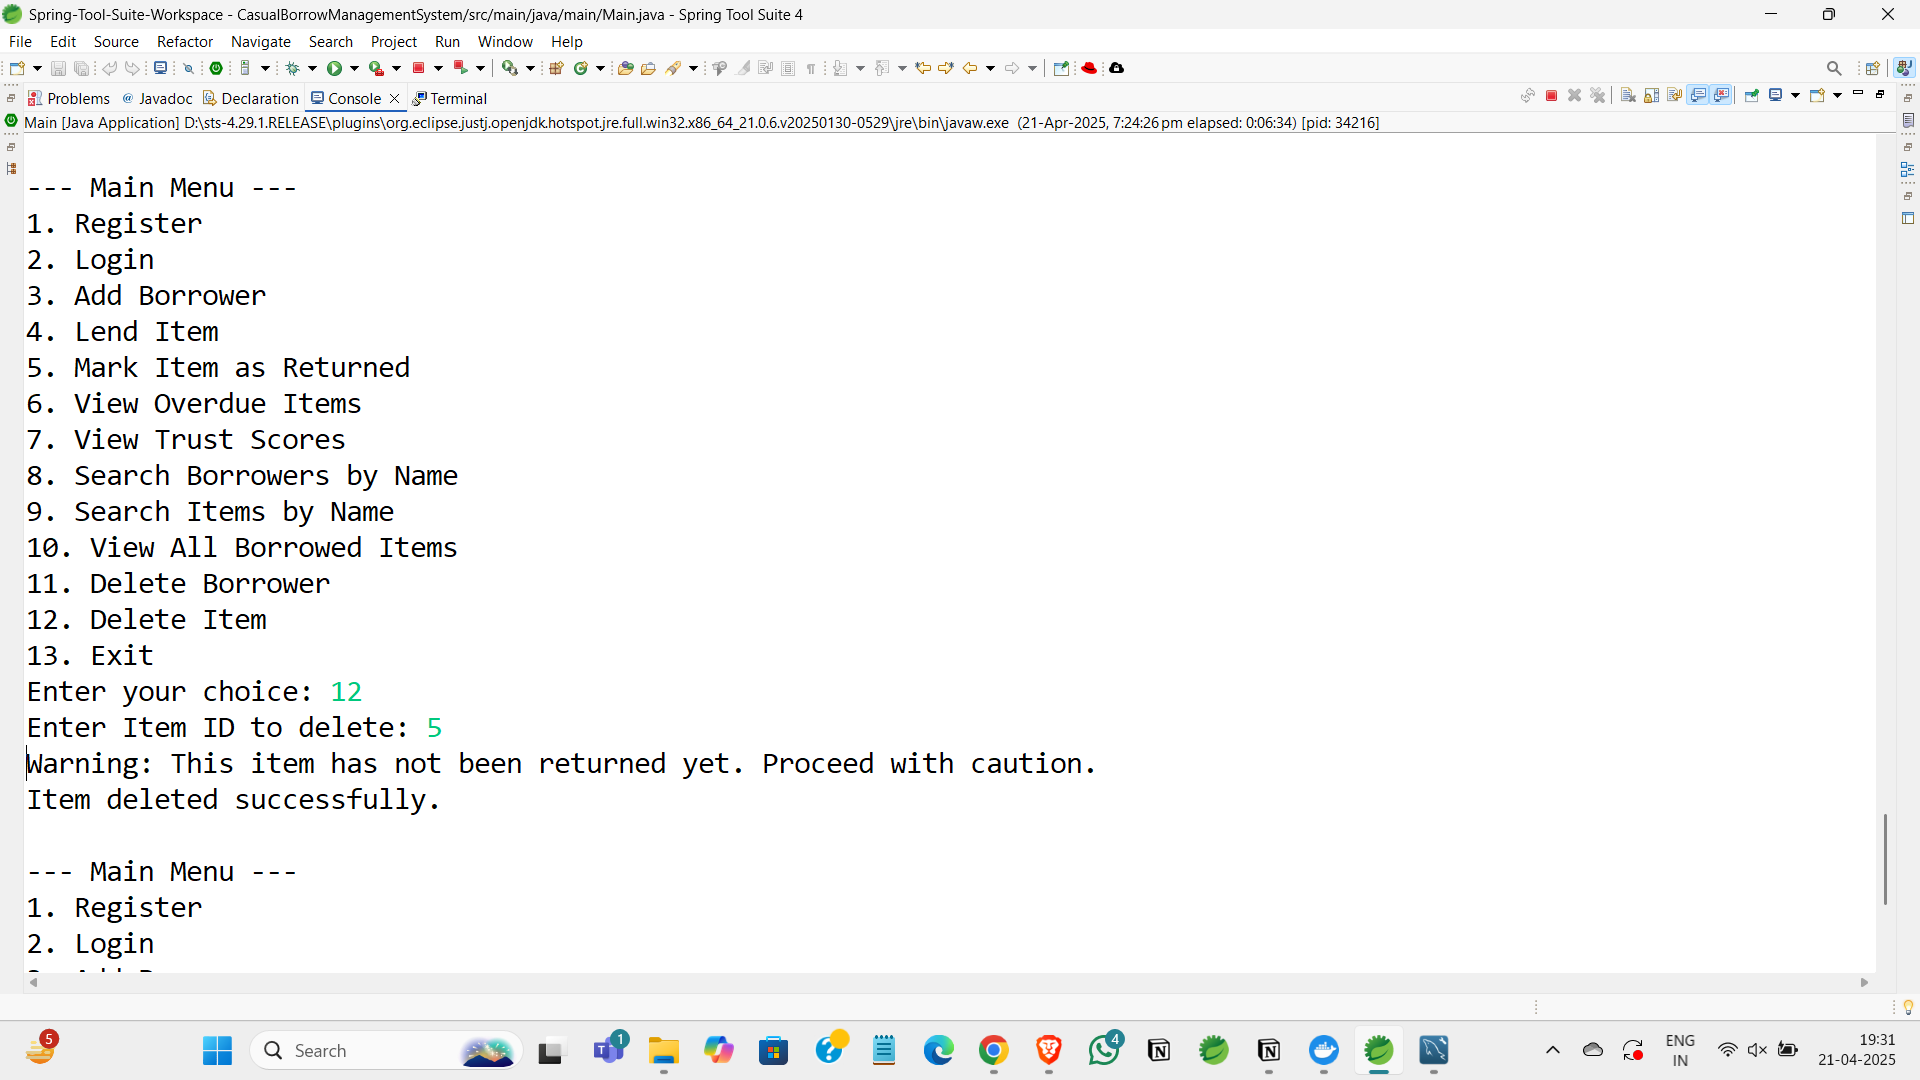 Spring-Tool-Suite-Workspace - CasualBorrowManagementSystem/src/main/java/main/Main.java - Spring Tool Suite 4
File Edit Source Refactor Navigate Search Project Run Window Help
Problems @ Javadoc Declaration Console Terminal
Main [Java Application] D:\sts-4.29.1.RELEASE\plugins\org.eclipse.justj.openjdk.hotspot.jre.full.win32.x86_64_21.0.6.v20250130-0529\jre\bin\javaw.exe (21-Apr-2025, 7:24:26 pm elapsed: 0:06:34) [pid: 34216]
--- Main Menu ---
1. Register
2. Login
3. Add Borrower
4. Lend Item
5. Mark Item as Returned
6. View Overdue Items
7. View Trust Scores
8. Search Borrowers by Name
9. Search Items by Name
10. View All Borrowed Items
11. Delete Borrower
12. Delete Item
13. Exit
Enter your choice: 12
Enter Item ID to delete: 5
Warning: This item has not been returned yet. Proceed with caution.
Item deleted successfully.
--- Main Menu ---
1. Register
2. Login
5
Search
1
4
ENG
IN
19:31
21-04-2025